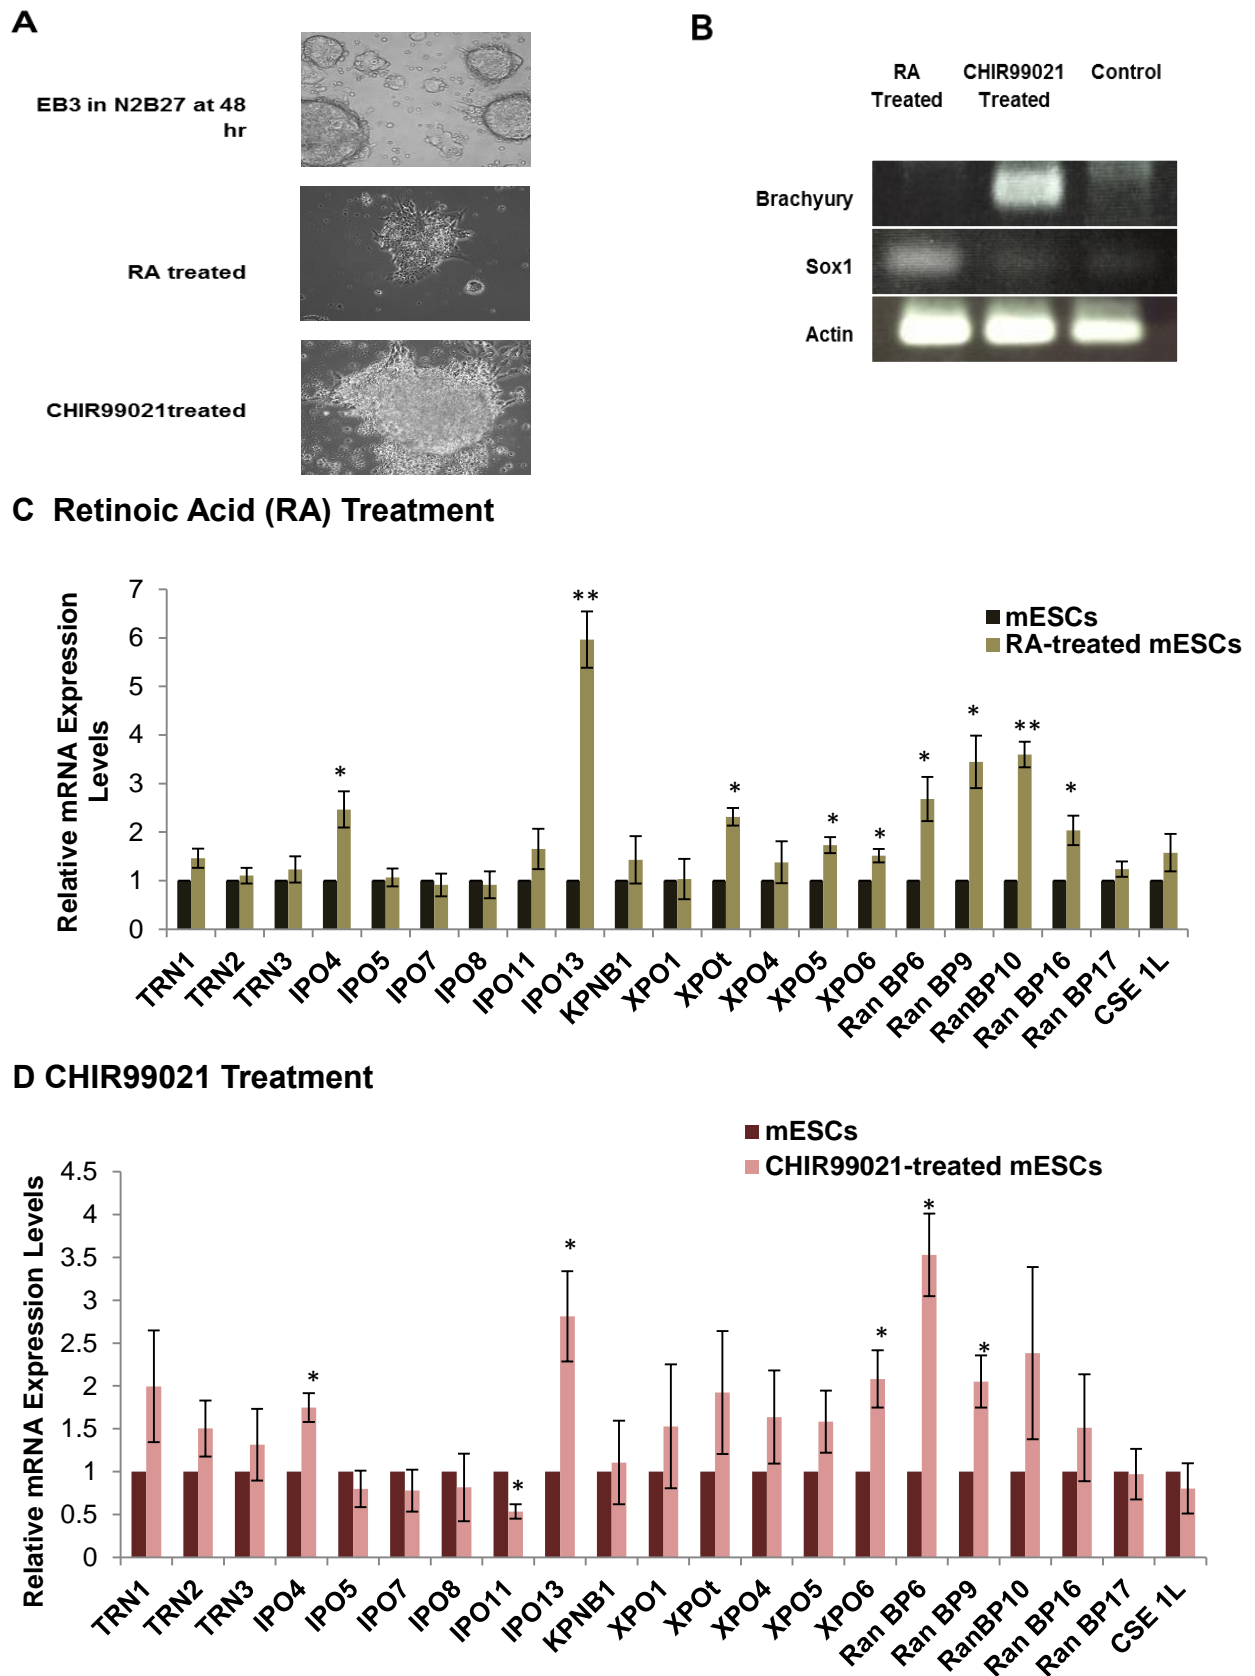 A
EB3 in N2B27 at 48
hr
RA treated
CHIR99021treated
B
RA
Treated
CHIR99021
Treated
Control
Brachyury
Sox1
Actin
C Retinoic Acid (RA) Treatment
Relative mRNA Expression
Levels
7
6
5
4
3
2
1
0
mESCs
RA-treated mESCs
*
**
*
*
*
*
*
**
*
TRN1
TRN2
TRN3
IPO4
IPO5
IPO7
IPO8
IPO11
IPO13
KPNB1
XPO1
XPOt
XPO4
XPO5
XPO6
Ran BP6
Ran BP9
RanBP10
Ran BP16
Ran BP17
CSE 1L
D CHIR99021 Treatment
Relative mRNA Expression Levels
4.5
4
3.5
3
2.5
2
1.5
1
0.5
0
mESCs
CHIR99021-treated mESCs
*
*
*
*
*
*
TRN1
TRN2
TRN3
IPO4
IPO5
IPO7
IPO8
IPO11
IPO13
KPNB1
XPO1
XPOt
XPO4
XPO5
XPO6
Ran BP6
Ran BP9
RanBP10
Ran BP16
Ran BP17
CSE 1L